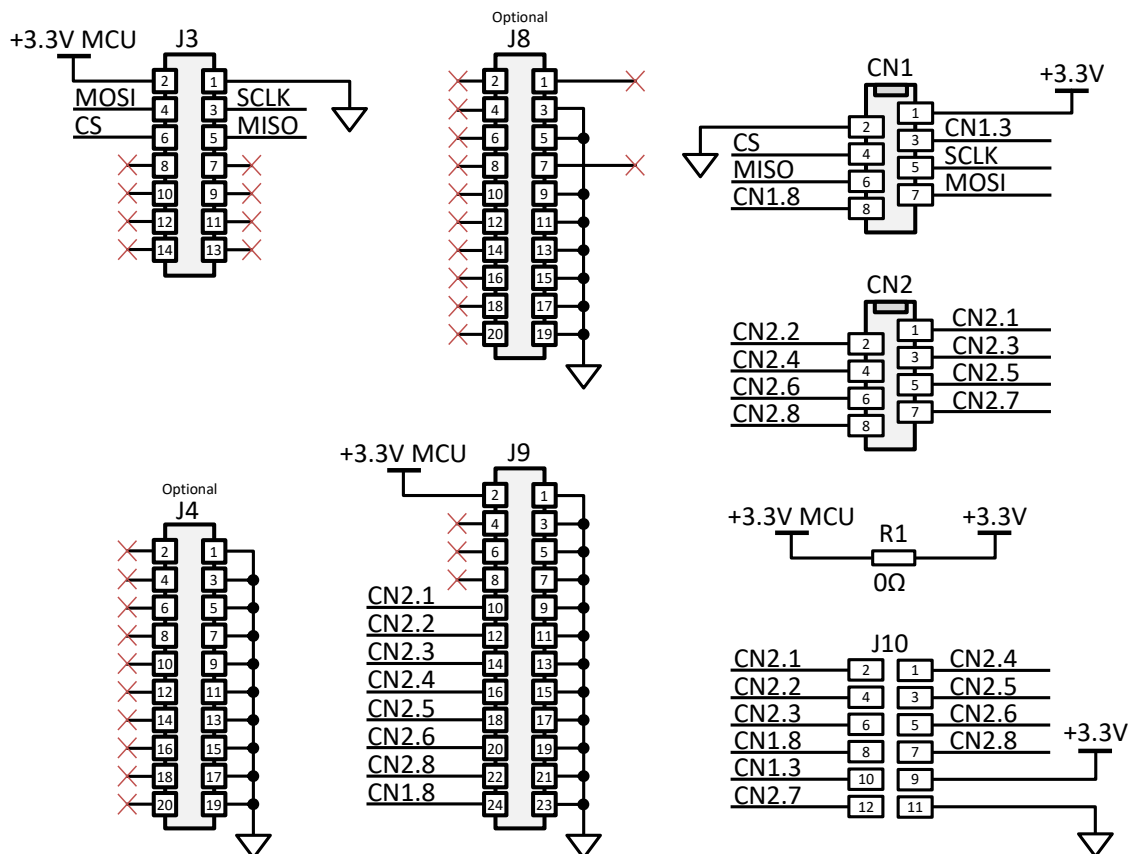 Optional
J8
+3.3V MCU
J3
2 1
MOSI 4 3 SCLK
CS 6 5 MISO
8 7
10 9
12 11
14 13
2 1
4 3
6 5
8 7
10 9
12 11
14 13
16 15
18 17
20 19
CN1
+3.3V
1
2
CN1.3
3
CS 4
SCLK
5
MISO 6
MOSI
7
CN1.8 8
CN2
1 CN2.1
CN2.2 2
3 CN2.3
CN2.4 4
5 CN2.5
CN2.6 6
7 CN2.7
CN2.8 8
Optional
J4
2 1
4 3
6 5
8 7
10 9
12 11
14 13
16 15
18 17
20 19
+3.3V MCU
J9
2 1
4 3
6 5
8 7
CN2.1 10 9
CN2.2 12 11
CN2.3 14 13
CN2.4 16 15
CN2.5 18 17
CN2.6 20 19
CN2.8 22 21
CN1.8 24 23
+3.3V MCU
R1
+3.3V
0Ω
J10
CN2.1 2 1 CN2.4
CN2.2 4 3 CN2.5
CN2.3 6 5 CN2.6
CN1.8 8 7 CN2.8
+3.3V
CN1.3 10 9
CN2.7 12 11